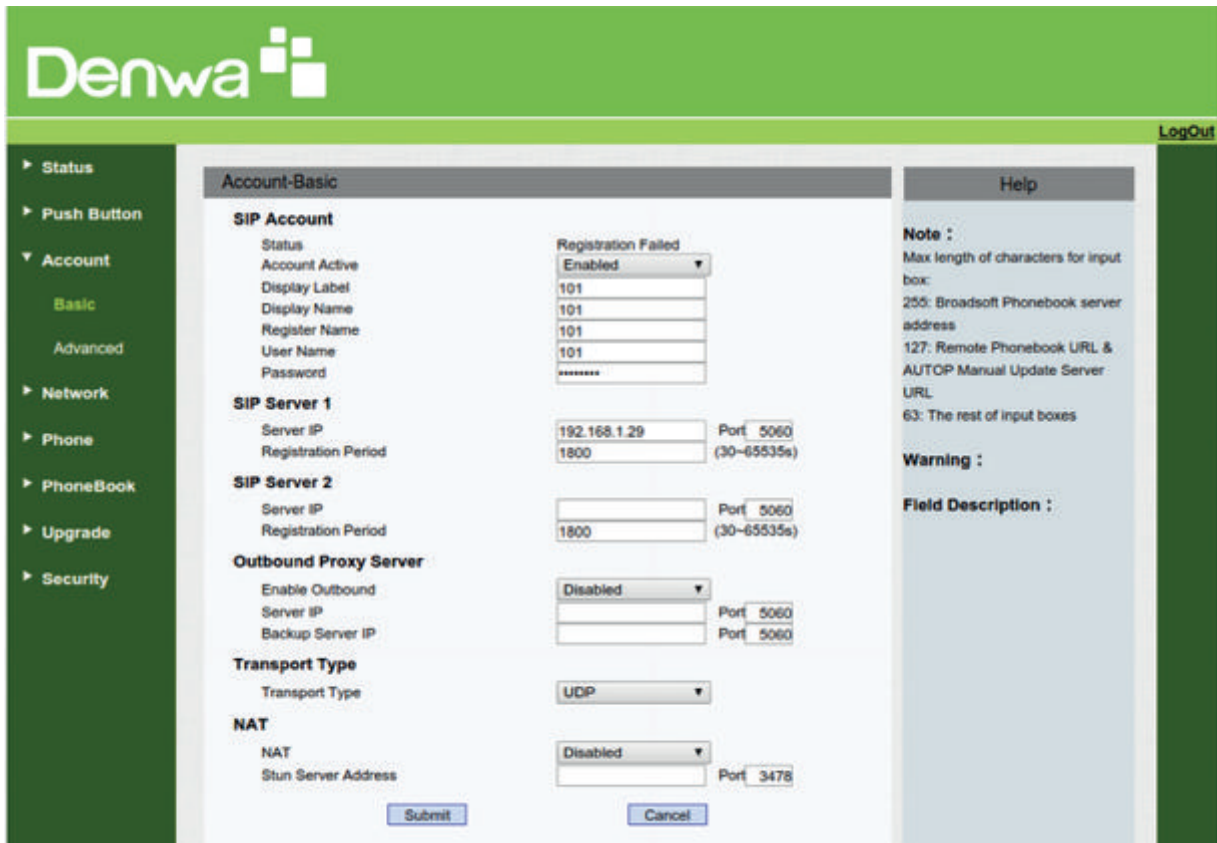 Denwa
LogOut
Status
Push Button
Account
Basic
Advanced
Network
Phone
PhoneBook
Upgrade
Security
Account-Basic
SIP Account
Status Registration Failed
Account Active Enabled
Display Label 101
Display Name 101
Register Name 101
User Name 101
Password ••••••••
SIP Server 1
Server IP 192.168.1.29 Port 5060
Registration Period 1800 (30~65535s)
SIP Server 2
Server IP Port 5060
Registration Period 1800 (30~65535s)
Outbound Proxy Server
Enable Outbound Disabled
Server IP Port 5060
Backup Server IP Port 5060
Transport Type
Transport Type UDP
NAT
NAT Disabled
Stun Server Address Port 3478
Submit Cancel
Help
Note :
Max length of characters for input
box:
255: Broadsoft Phonebook server
address
127: Remote Phonebook URL &
AUTOP Manual Update Server
URL
63: The rest of input boxes
Warning :
Field Description :